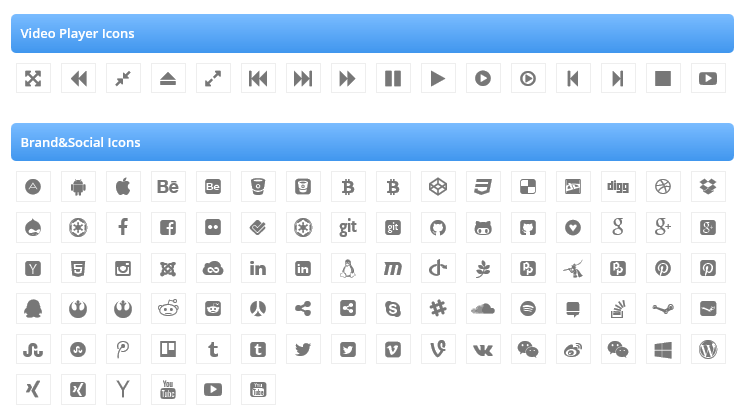 Video Player Icons
Brand&Social Icons
Bē Be digg
git git g g+ g+
Y in in m
t t
Y You Tube You Tube